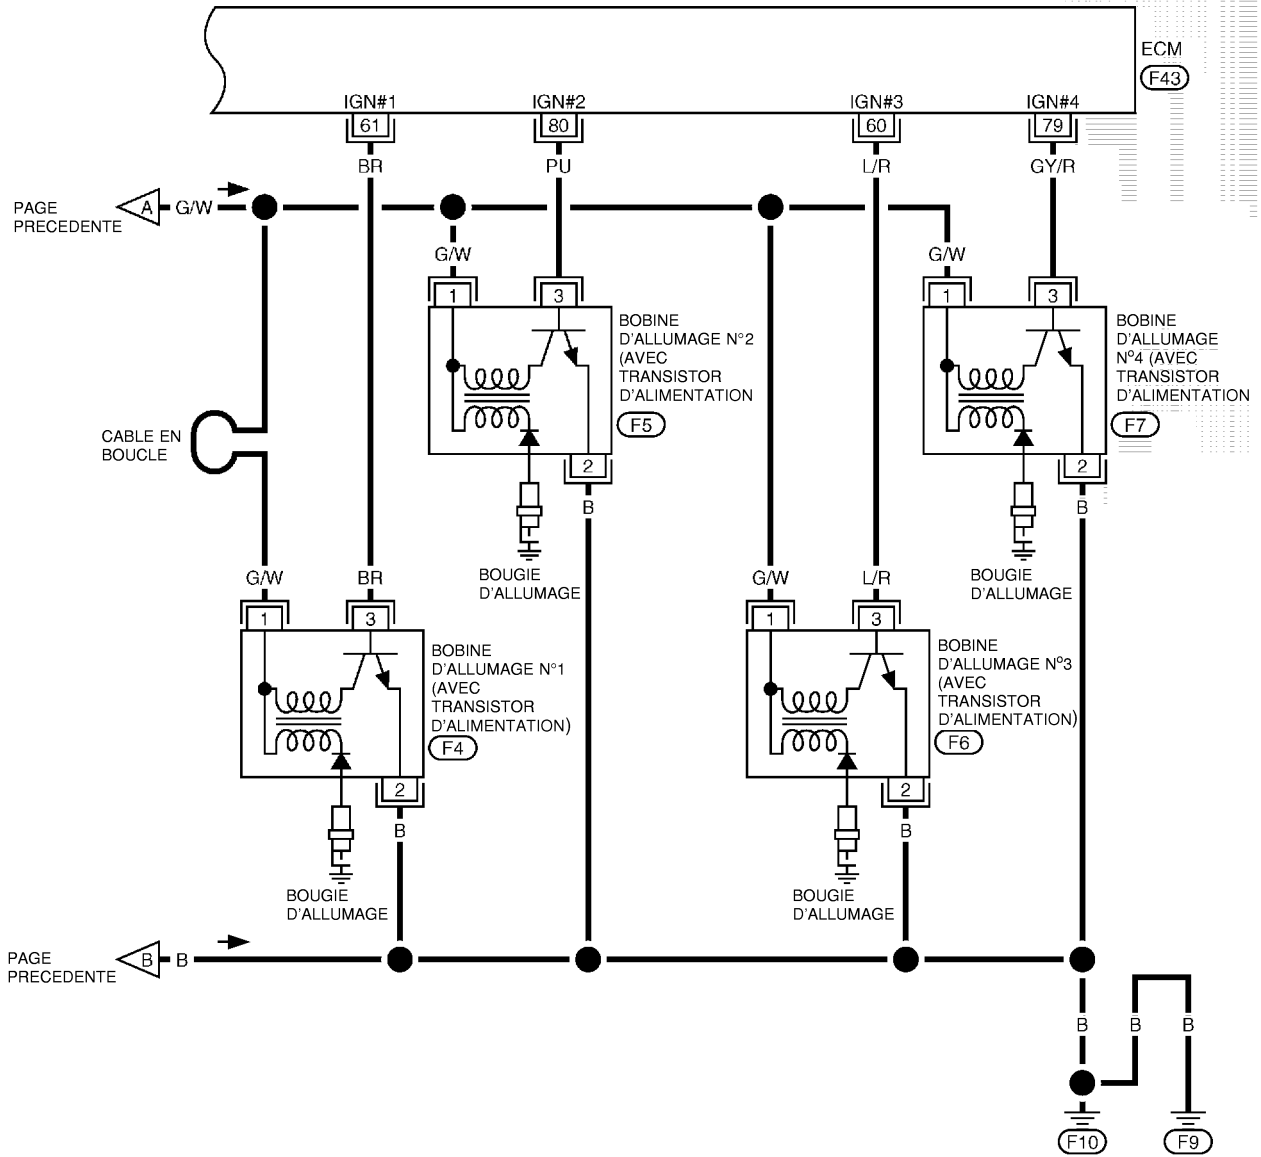 ECM
F43
IGN#1
IGN#2
IGN#3
IGN#4
61
80
60
79
BR
PU
L/R
GY/R
PAGE
PRECEDENTE
A
G/W
G/W
G/W
1
3
1
3
BOBINE
D'ALLUMAGE N°2
(AVEC
TRANSISTOR
D'ALIMENTATION
F5
BOBINE
D'ALLUMAGE
Nº4 (AVEC
TRANSISTOR
D'ALIMENTATION
F7
CABLE EN
BOUCLE
2
2
B
B
BOUGIE
D'ALLUMAGE
BOUGIE
D'ALLUMAGE
G/W
BR
G/W
L/R
1
3
1
3
BOBINE
D'ALLUMAGE N°1
(AVEC
TRANSISTOR
D'ALIMENTATION)
F4
BOBINE
D'ALLUMAGE Nº3
(AVEC
TRANSISTOR
D'ALIMENTATION)
F6
2
2
B
B
BOUGIE
D'ALLUMAGE
BOUGIE
D'ALLUMAGE
PAGE
PRECEDENTE
B
B
B
B
B
F10
F9